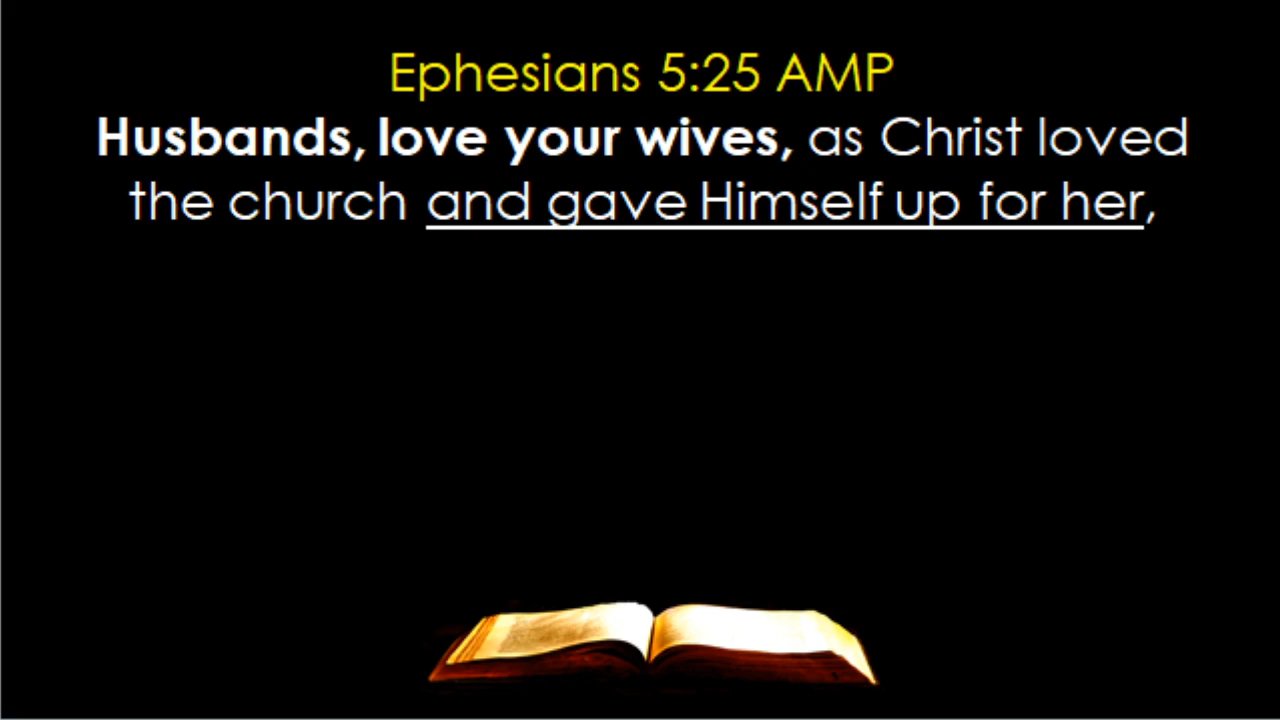 Ephesians 5:25 AMP
Husbands, love your wives, as Christ loved
the church and gave Himself up for her,